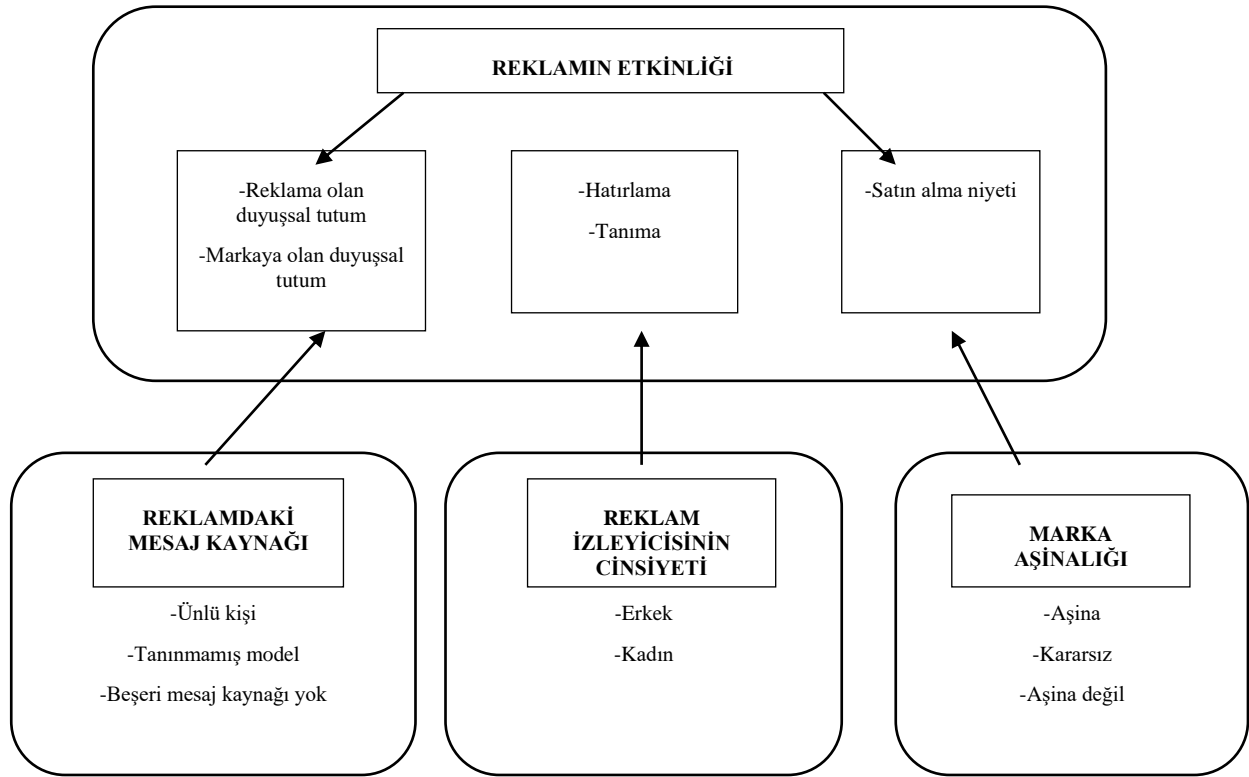 REKLAMIN ETKİNLİĞİ
-Reklama olan
duyuşsal tutum
-Markaya olan duyuşsal
tutum
-Hatırlama
-Tanıma
-Satın alma niyeti
REKLAMDAKİ
MESAJ KAYNAĞI
-Ünlü kişi
-Tanınmamış model
-Beşeri mesaj kaynağı yok
REKLAM
İZLEYİCİSİNİN
CİNSİYETİ
-Erkek
-Kadın
MARKA
AŞİNALIĞI
-Aşina
-Kararsız
-Aşina değil